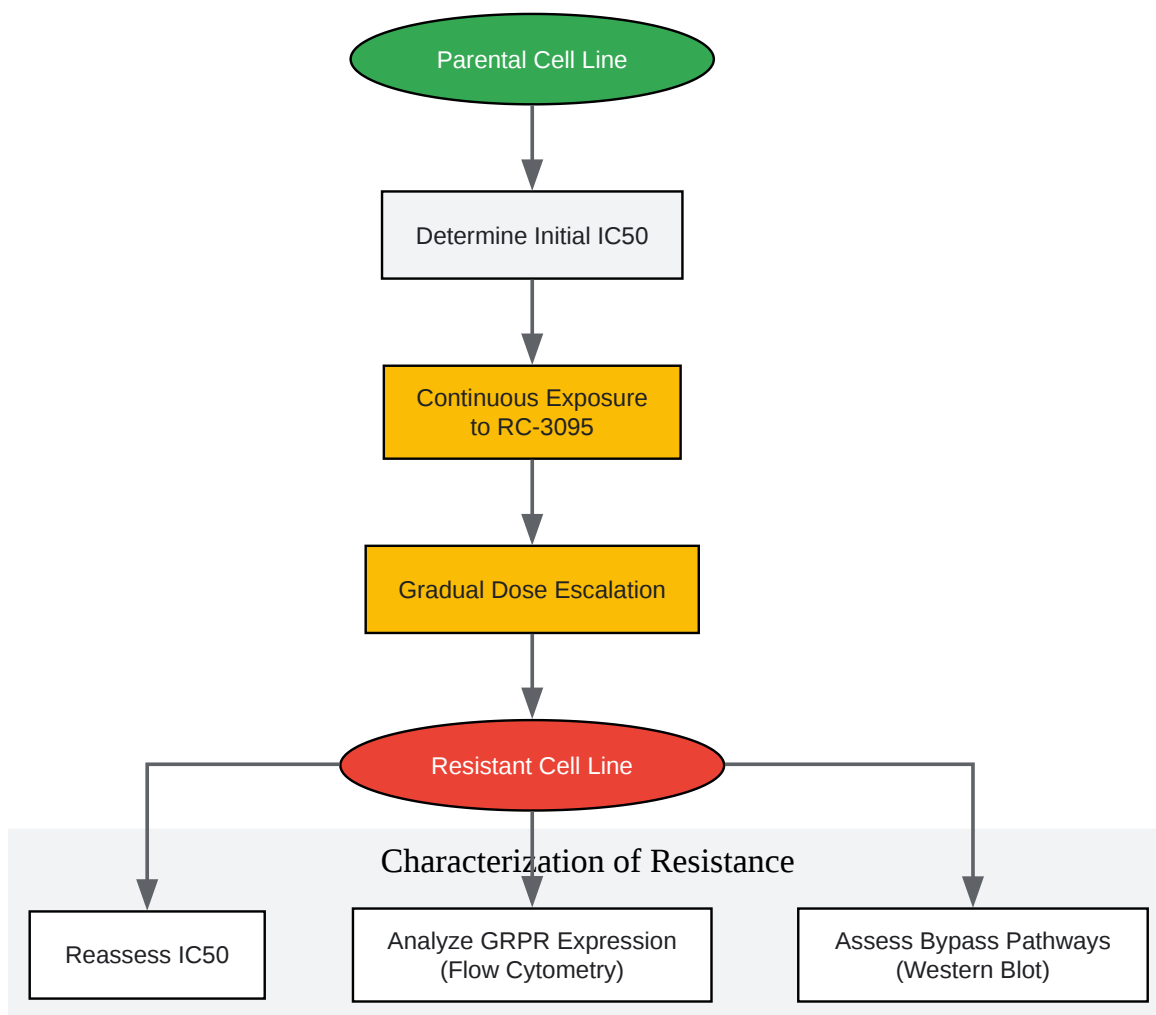 Parental Cell Line
Determine Initial IC50
Continuous Exposure
to RC-3095
Gradual Dose Escalation
Resistant Cell Line
Characterization of Resistance
Reassess IC50
Analyze GRPR Expression
(Flow Cytometry)
Assess Bypass Pathways
(Western Blot)